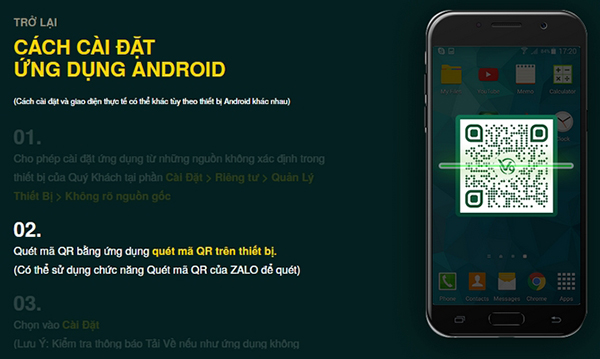 TRỞ LẠI
CÁCH CÀI ĐẶT
ỨNG DỤNG ANDROID
(Cách cài đặt và giao diện thực tế có thể khác tùy theo thiết bị Android khác nhau)
01.
Cho phép cài đặt ứng dụng từ những nguồn không xác định trong
thiết bị của Quý Khách tại phần Cài Đặt > Riêng tư > Quản Lý
Thiết Bị > Không rõ nguồn gốc
02.
Quét mã QR bằng ứng dụng quét mã QR trên thiết bị.
(Có thể sử dụng chức năng Quét mã QR của ZALO để quét)
03.
Chọn vào Cài Đặt
(Lưu Ý: Kiểm tra thông báo Tải Về nếu như ứng dụng không
17:20
My Files YouTube Memo Calculator
Phone Contacts Messages Chrome Apps